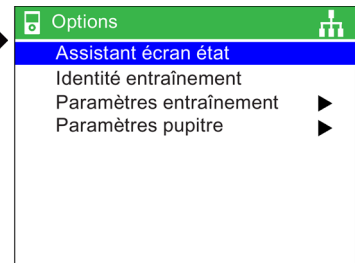 Options
Assistant écran état
Identité entraînement
Paramètres entraînement
Paramètres pupitre